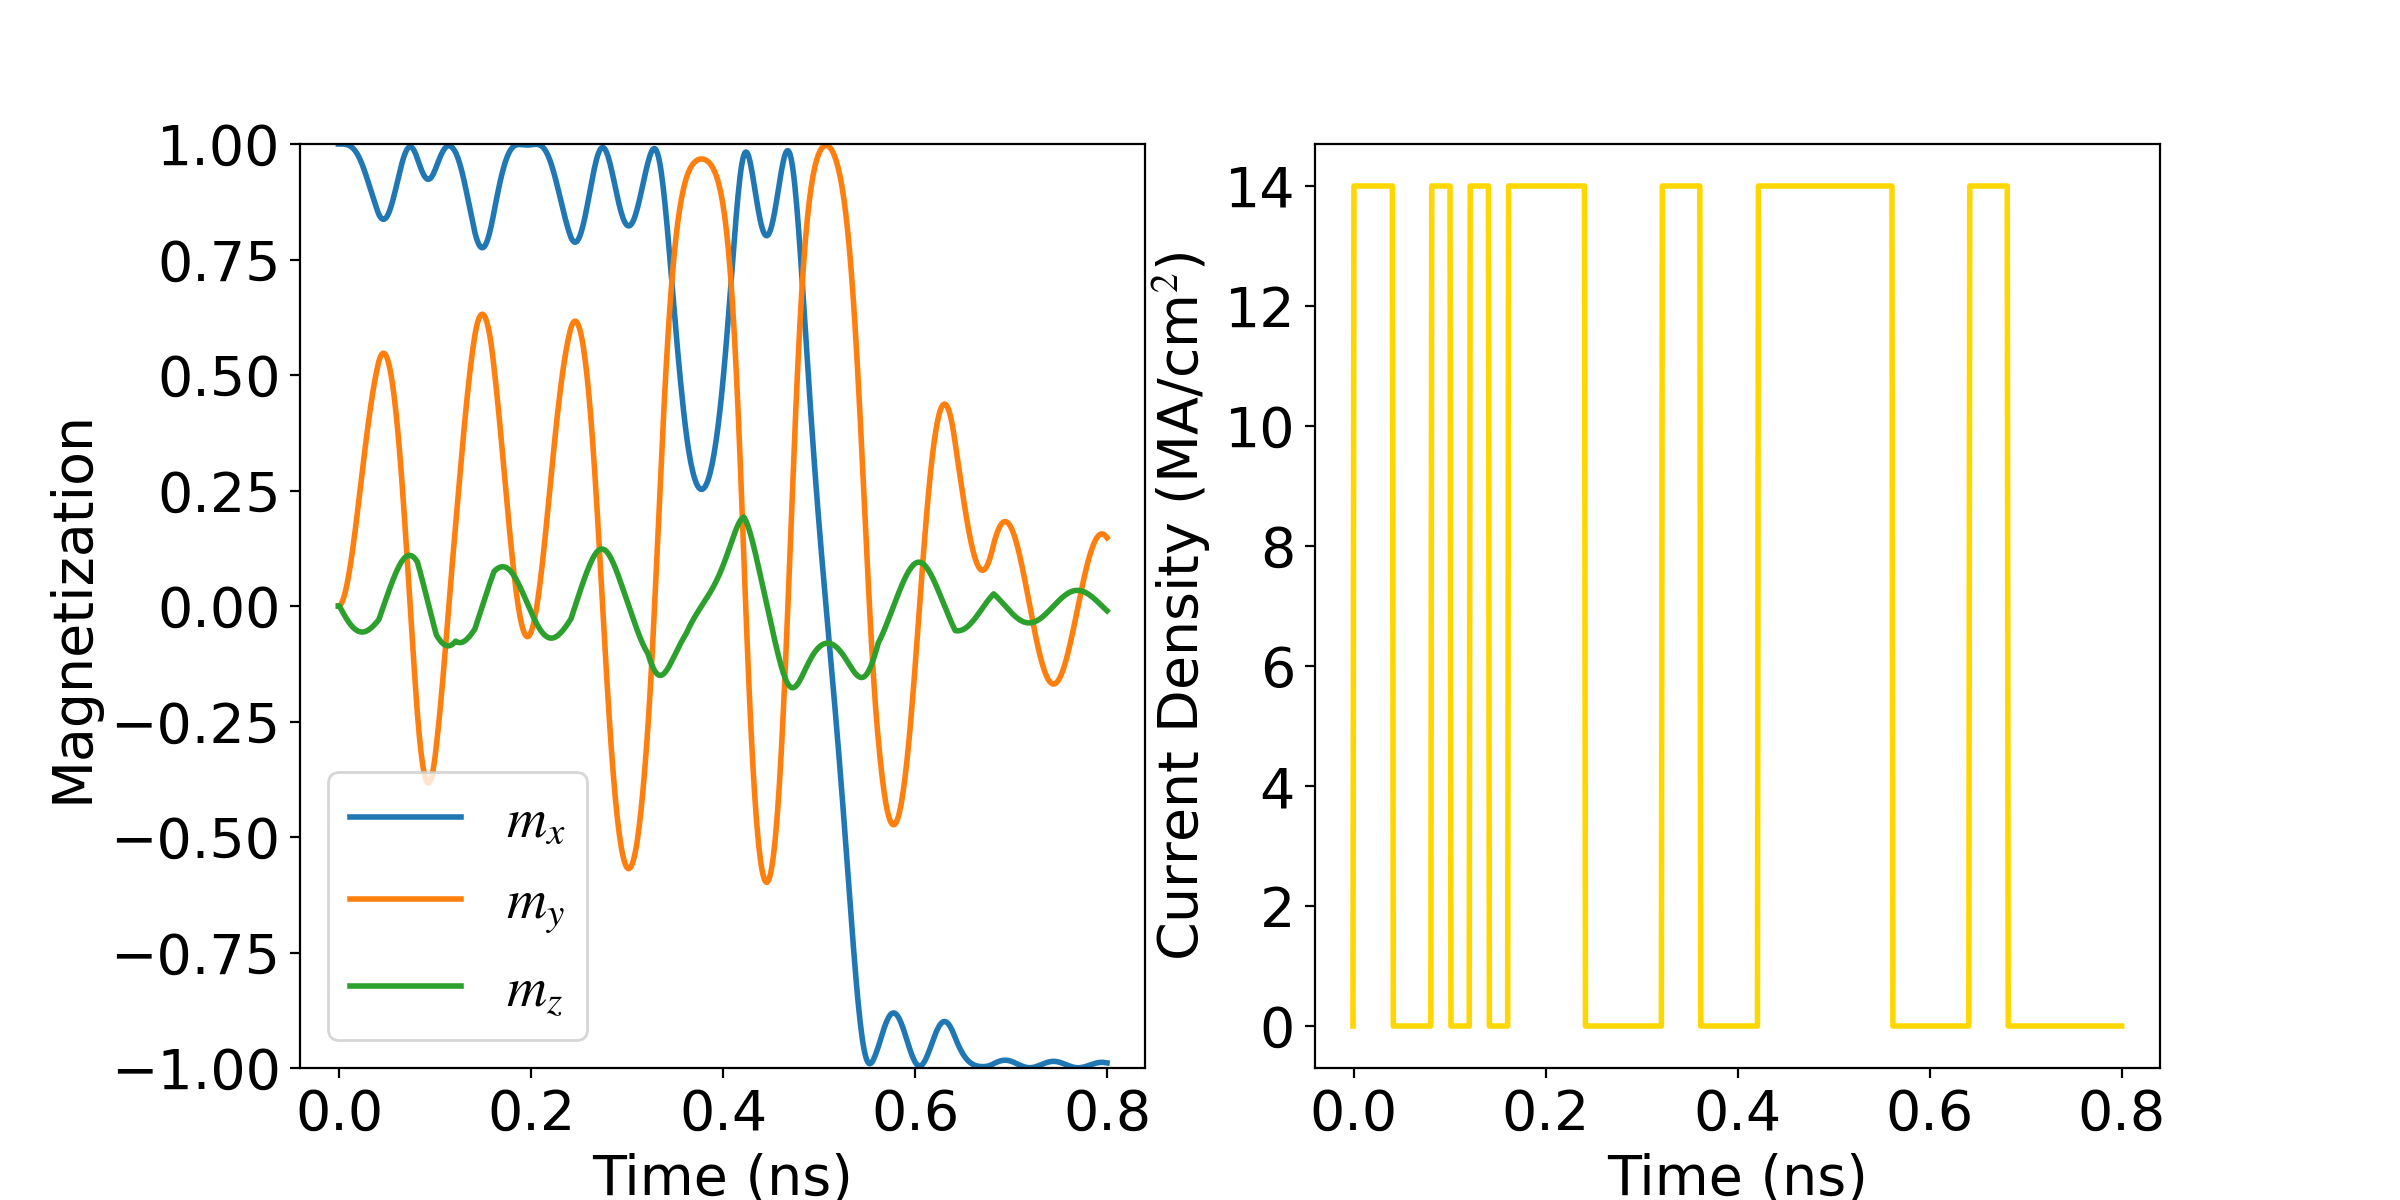 1.00
0.75
0.50
0.25
0.00
−0.25
−0.50
−0.75
−1.00
Magnetization
m_x
m_y
m_z
0.0 0.2 0.4 0.6 0.8
Time (ns)
14
12
10
8
6
4
2
0
Current Density (MA/cm²)
0.0 0.2 0.4 0.6 0.8
Time (ns)